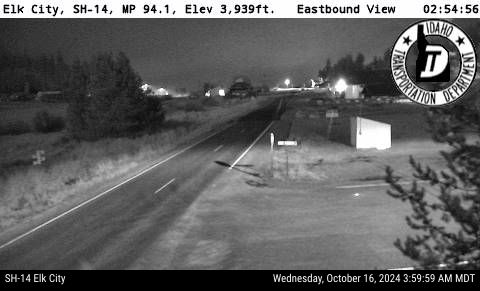 Elk City, SH-14, MP 94.1, Elev 3,939ft. Eastbound View 02:54:56
IDAHO
TRANSPORTATION DEPARTMENT
SH-14 Elk City Wednesday, October 16, 2024 3:59:59 AM MDT